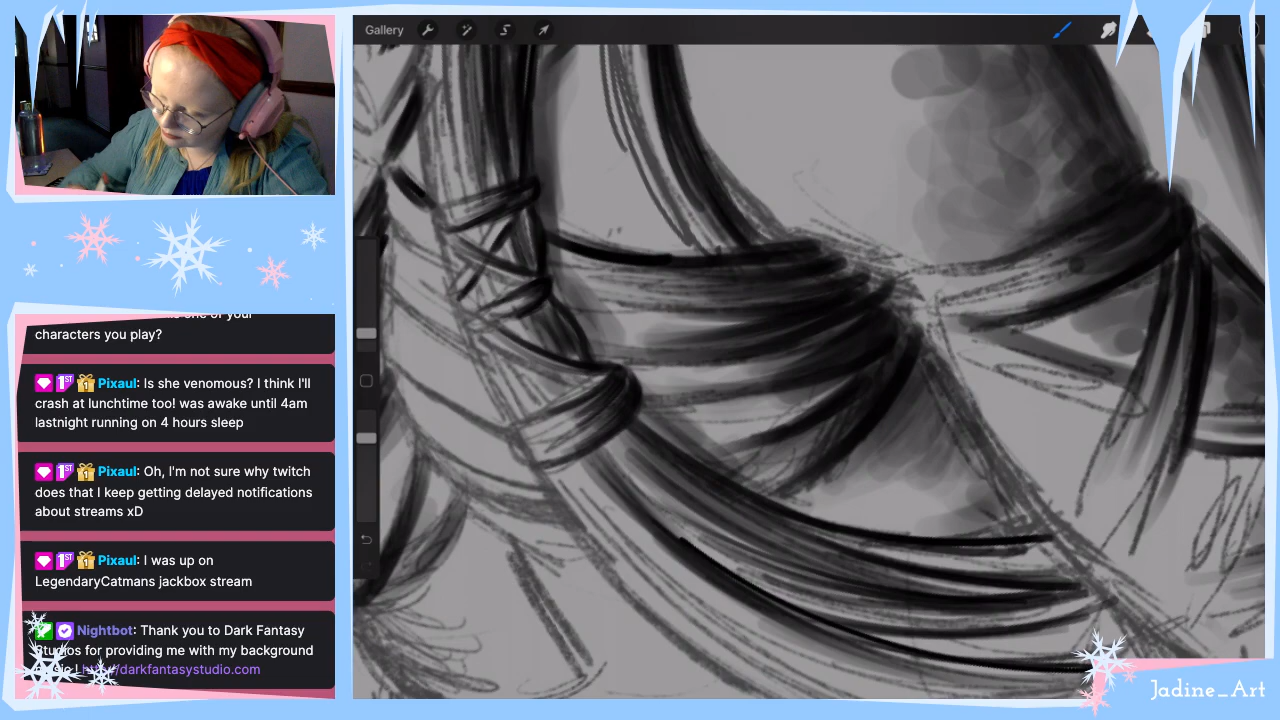 Gallery
characters you play?
Pixaul: Is she venomous? I think I'll
crash at lunchtime too! was awake until 4am
lastnight running on 4 hours sleep
Pixaul: Oh, I'm not sure why twitch
does that I keep getting delayed notifications
about streams xD
Pixaul: I was up on
LegendaryCatmans jackbox stream
Nightbot: Thank you to Dark Fantasy
Studios for providing me with my background
http://darkfantasystudio.com
Jadine_Art